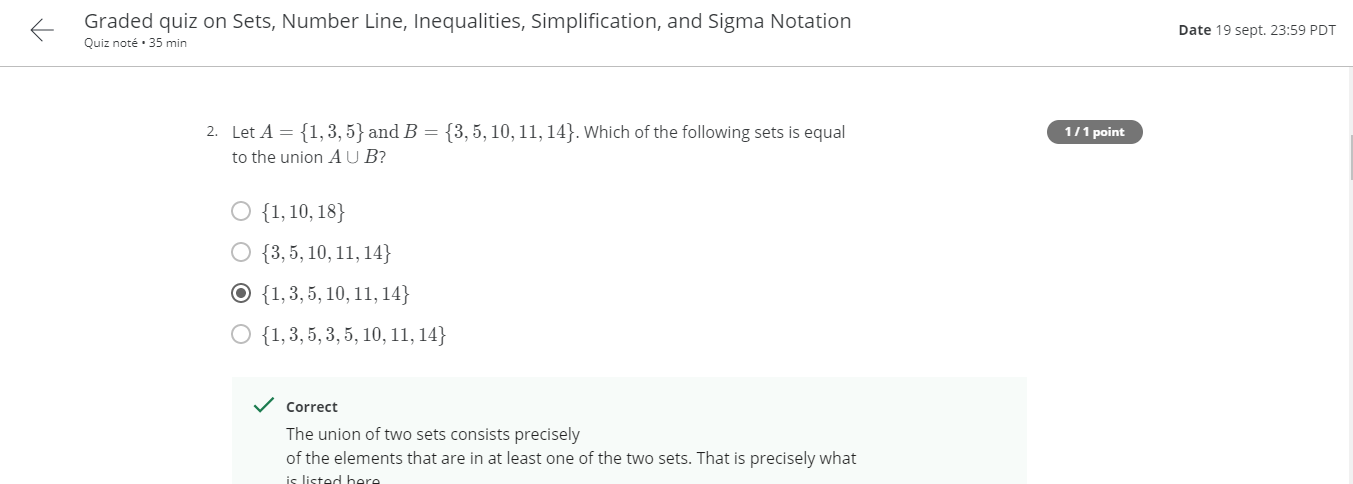 Graded quiz on Sets, Number Line, Inequalities, Simplification, and Sigma Notation
Quiz noté • 35 min
Date 19 sept. 23:59 PDT
2. Let A = {1, 3, 5} and B = {3, 5, 10, 11, 14}. Which of the following sets is equal
to the union A ∪ B?
1 / 1 point
{1, 10, 18}
{3, 5, 10, 11, 14}
{1, 3, 5, 10, 11, 14}
{1, 3, 5, 3, 5, 10, 11, 14}
Correct
The union of two sets consists precisely
of the elements that are in at least one of the two sets. That is precisely what
is listed here